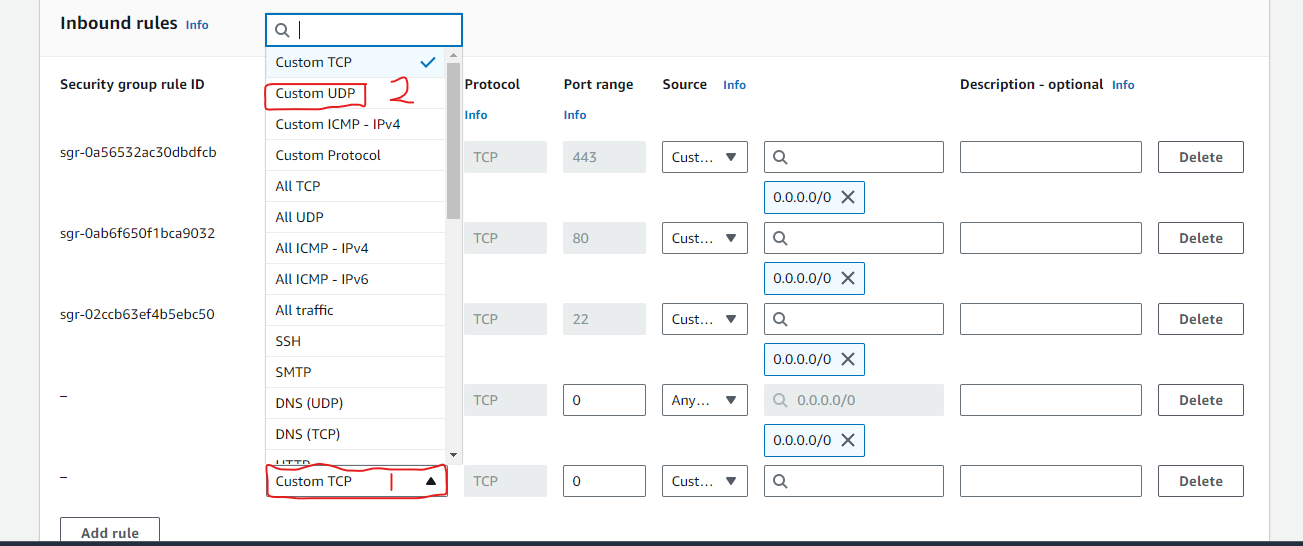 Inbound rules Info
Custom TCP
Custom UDP 2
Custom ICMP - IPv4
Custom Protocol
All TCP
All UDP
All ICMP - IPv4
All ICMP - IPv6
All traffic
SSH
SMTP
DNS (UDP)
DNS (TCP)
HTTP
Security group rule ID Protocol Info Port range Info Source Info Description - optional Info
sgr-0a56532ac30dbdfcb TCP 443 Cust... Delete
0.0.0.0/0
sgr-0ab6f650f1bca9032 TCP 80 Cust... Delete
0.0.0.0/0
sgr-02ccb63ef4b5ebc50 TCP 22 Cust... Delete
0.0.0.0/0
– TCP 0 Any... 0.0.0.0/0 Delete
0.0.0.0/0
– Custom TCP 1 TCP 0 Cust... Delete
Add rule